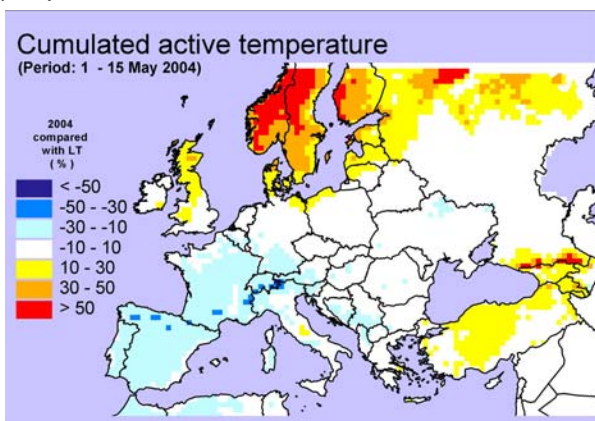 Cumulated active temperature
(Period: 1 - 15 May 2004)
2004
compared
with LT
( % )
< -50
-50 - -30
-30 - -10
-10 - 10
10 - 30
30 - 50
> 50